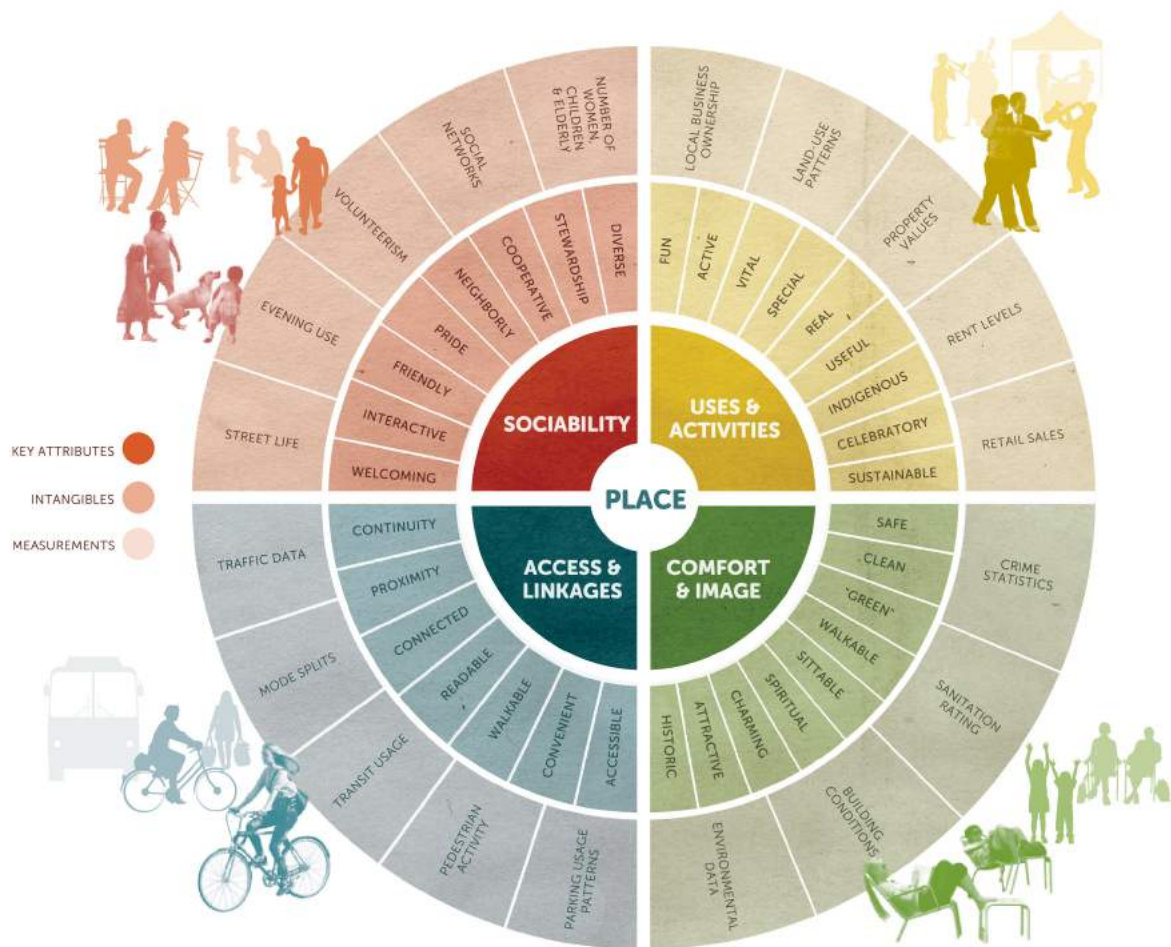 NUMBER OF
WOMEN,
CHILDREN
& ELDERLY
SOCIAL
NETWORKS
VOLUNTEERISM
EVENING USE
STREET LIFE
DIVERSE
STEWARDSHIP
COOPERATIVE
NEIGHBORLY
PRIDE
FRIENDLY
INTERACTIVE
WELCOMING
SOCIABILITY
LOCAL BUSINESS
OWNERSHIP
LAND-USE
PATTERNS
PROPERTY
VALUES
RENT LEVELS
RETAIL SALES
FUN
ACTIVE
VITAL
SPECIAL
REAL
USEFUL
INDIGENOUS
CELEBRATORY
SUSTAINABLE
USES &
ACTIVITIES
PLACE
KEY ATTRIBUTES
INTANGIBLES
MEASUREMENTS
ACCESS &
LINKAGES
CONTINUITY
PROXIMITY
CONNECTED
READABLE
WALKABLE
CONVENIENT
ACCESSIBLE
TRAFFIC DATA
MODE SPLITS
TRANSIT USAGE
PEDESTRIAN
ACTIVITY
PARKING USAGE
PATTERNS
COMFORT
& IMAGE
SAFE
CLEAN
"GREEN"
WALKABLE
SITTABLE
SPIRITUAL
CHARMING
ATTRACTIVE
HISTORIC
CRIME
STATISTICS
SANITATION
RATING
BUILDING
CONDITIONS
ENVIRONMENTAL
DATA